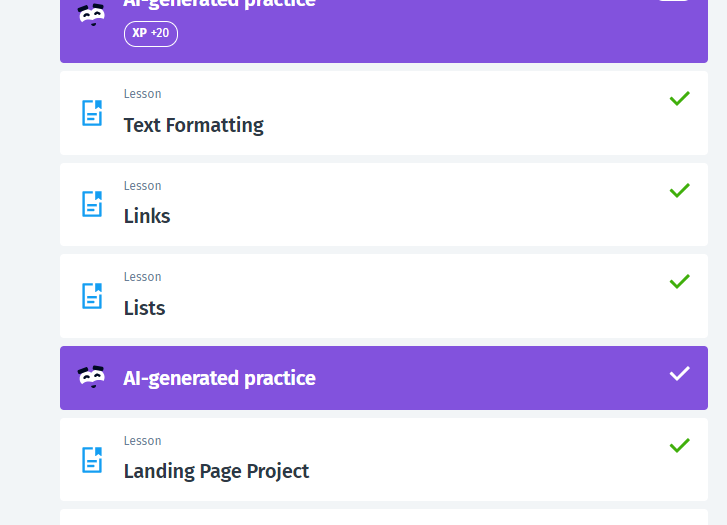 AI-generated practice
XP +20
Lesson
Text Formatting
Lesson
Links
Lesson
Lists
AI-generated practice
Lesson
Landing Page Project